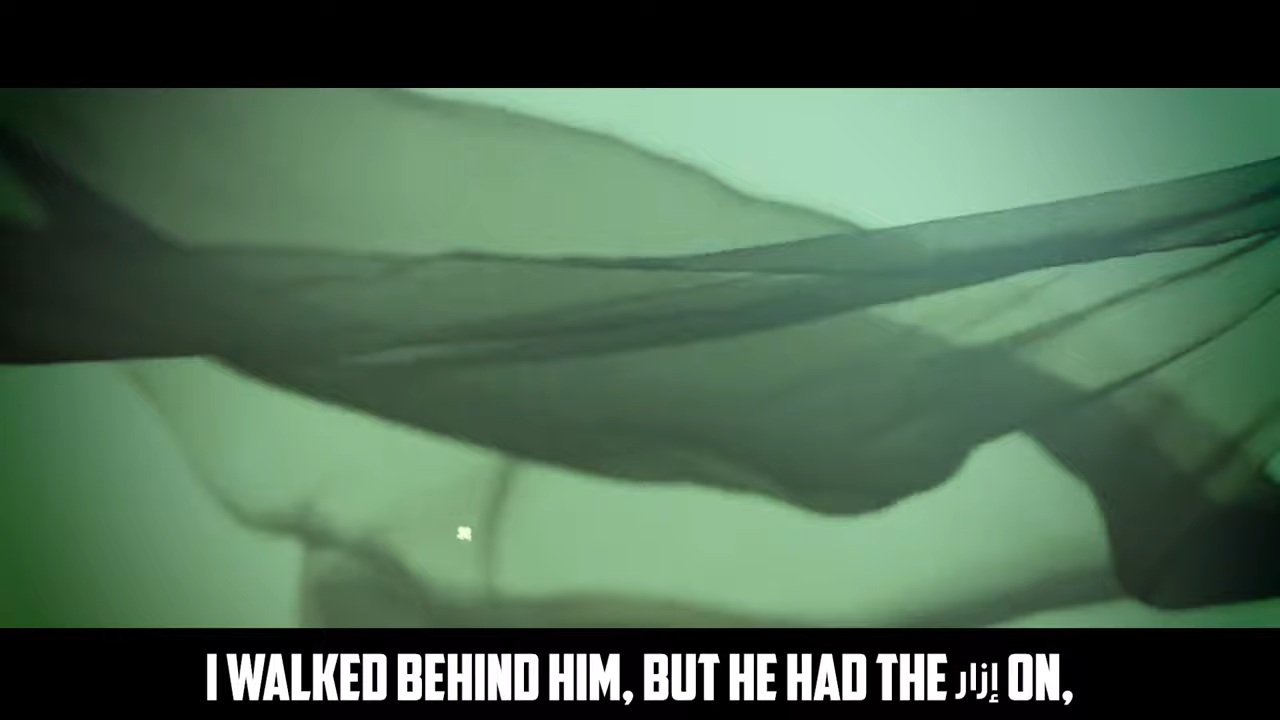 I WALKED BEHIND HIM, BUT HE HAD THE إزار ON,